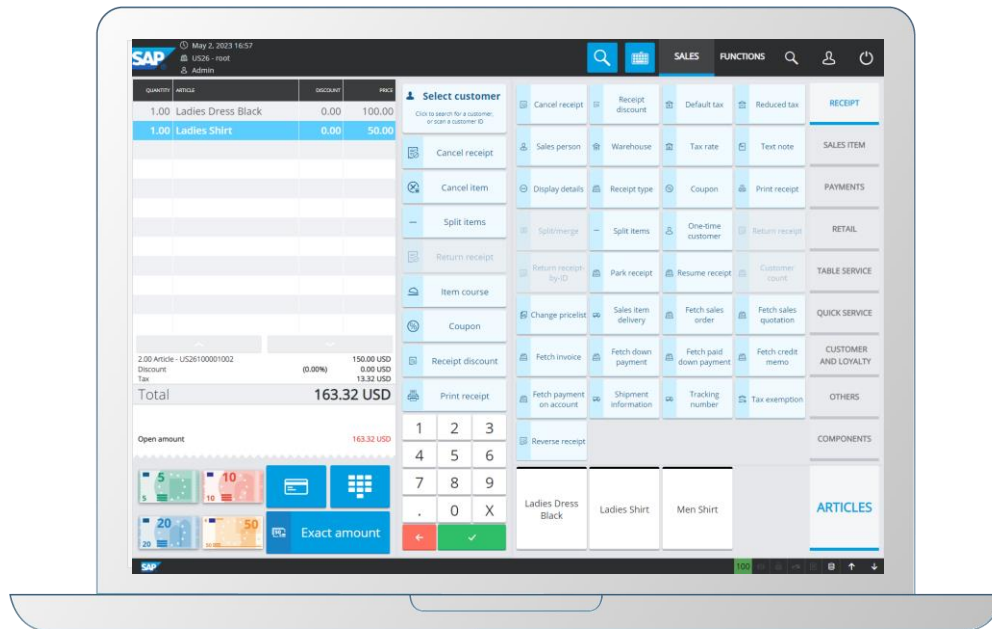 SAP
May 2, 2023 16:57
US26 - root
Admin
SALES
FUNCTIONS
QUANTITY ARTICLE DISCOUNT PRICE
1.00 Ladies Dress Black 0.00 100.00
1.00 Ladies Shirt 0.00 50.00
2.00 Article - US26100001002 150.00 USD
Discount (0.00%) 0.00 USD
Tax 13.32 USD
Total 163.32 USD
Open amount 163.32 USD
5
5
10
10
20
20
50
50
Exact amount
Select customer
Click to search for a customer,
or scan a customer ID
Cancel receipt
Cancel item
Split items
Return receipt
Item course
Coupon
Receipt discount
Print receipt
1 2 3
4 5 6
7 8 9
. 0 X
Cancel receipt
Receipt
discount
Default tax
Reduced tax
Sales person
Warehouse
Tax rate
Text note
Display details
Receipt type
Coupon
Print receipt
Split/merge
Split items
One-time
customer
Return receipt
Return receipt-
by-ID
Park receipt
Resume receipt
Customer
count
Change pricelist
Sales item
delivery
Fetch sales
order
Fetch sales
quotation
Fetch invoice
Fetch down
payment
Fetch paid
down payment
Fetch credit
memo
Fetch payment
on account
Shipment
information
Tracking
number
Tax exemption
Reverse receipt
Ladies Dress
Black
Ladies Shirt
Men Shirt
RECEIPT
SALES ITEM
PAYMENTS
RETAIL
TABLE SERVICE
QUICK SERVICE
CUSTOMER
AND LOYALTY
OTHERS
COMPONENTS
ARTICLES
SAP
100